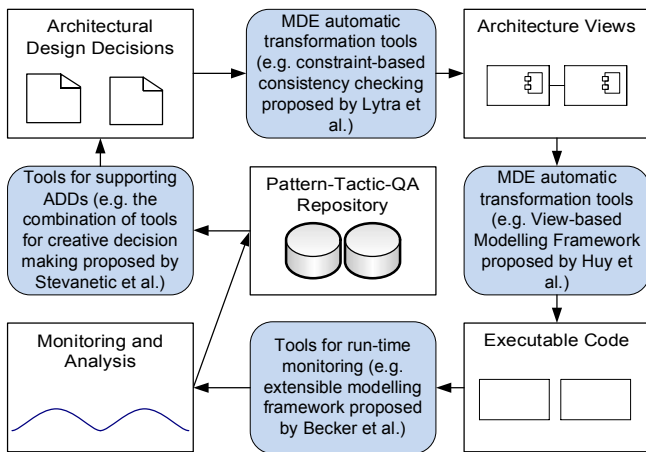 Architectural
Design Decisions
MDE automatic
transformation tools
(e.g. constraint-based
consistency checking
proposed by Lytra et
al.)
Architecture Views
Tools for supporting
ADDs (e.g. the
combination of tools
for creative decision
making proposed by
Stevanetic et al.)
Pattern-Tactic-QA
Repository
MDE automatic
transformation tools
(e.g. View-based
Modelling Framework
proposed by Huy et
al.)
Monitoring and
Analysis
Tools for run-time
monitoring (e.g.
extensible modelling
framework proposed
by Becker et al.)
Executable Code